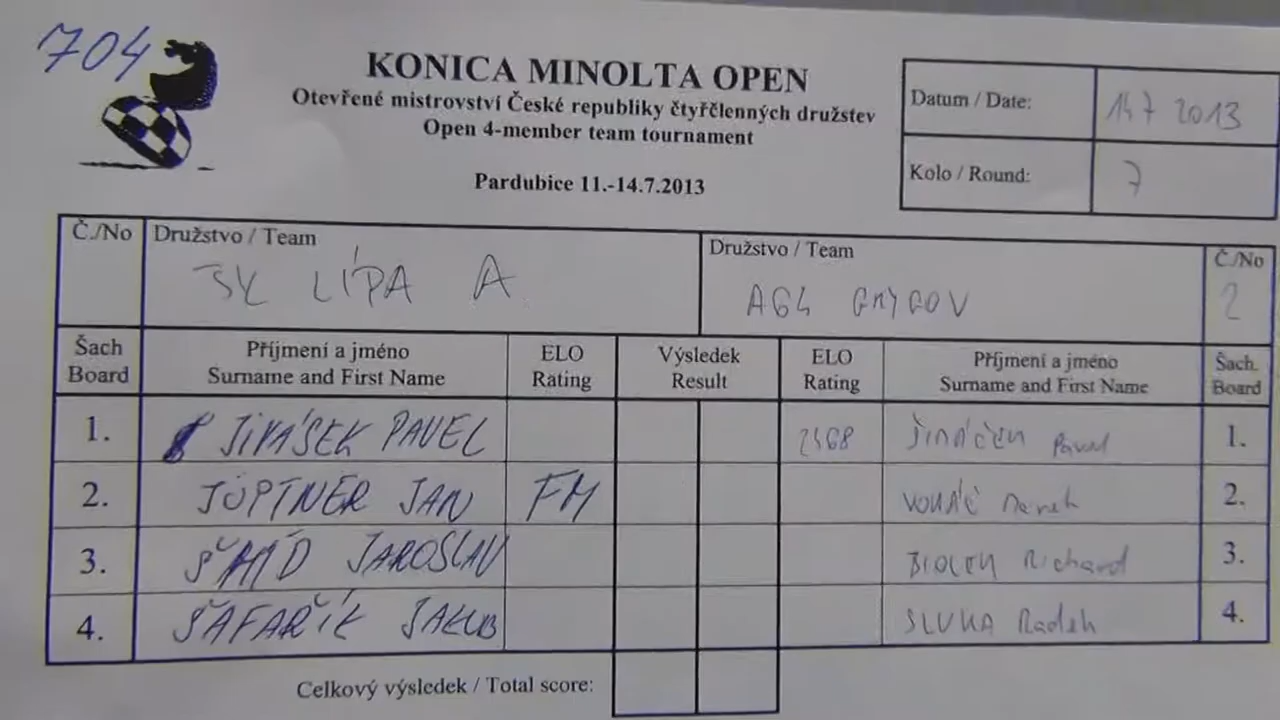 704
KONICA MINOLTA OPEN
Otevřené mistrovství České republiky čtyřčlenných družstev
Open 4-member team tournament
Pardubice 11.-14.7.2013
Datum / Date: 14 7 2013
Kolo / Round: 7
Č./No Družstvo / Team Družstvo / Team Č./No
LÍPA A 2
Šach Příjmení a jméno ELO Výsledek ELO Příjmení a jméno Šach.
Board Surname and First Name Rating Result Rating Surname and First Name Board
1. JIRÁSEK PAVEL 1.
2. JÜPTNER JAN FM 2.
3. ŠMÍD JAROSLAV Richard 3.
4. ŠAFAŘÍK JAKUB SLUKA Radek 4.
Celkový výsledek / Total score: